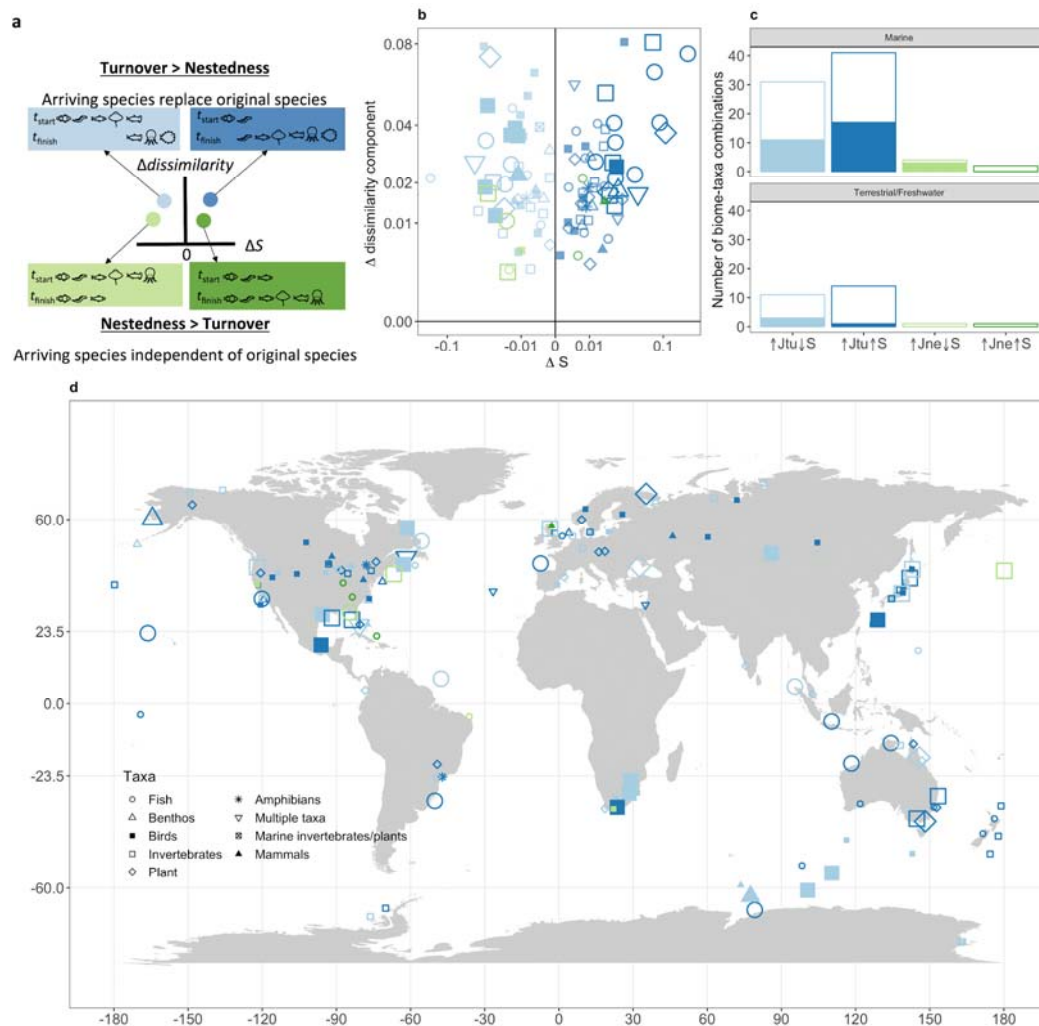 a
Turnover > Nestedness
Arriving species replace original species
tstart
tfinish
tstart
tfinish
Δdissimilarity
0
ΔS
tstart
tfinish
tstart
tfinish
Nestedness > Turnover
Arriving species independent of original species
b
Δ dissimilarity component
0.08
0.04
0.02
0.01
0.00
-0.1
-0.01
0
0.01
0.1
Δ S
c
Number of biome-taxa combinations
Marine
40
30
20
10
0
Terrestrial/Freshwater
40
30
20
10
0
↑Jtu↓S
↑Jtu↑S
↑Jne↓S
↑Jne↑S
d
60.0
23.5
0.0
-23.5
-60.0
Taxa
Fish
Benthos
Birds
Invertebrates
Plant
Amphibians
Multiple taxa
Marine invertebrates/plants
Mammals
-180
-150
-120
-90
-60
-30
0
30
60
90
120
150
180